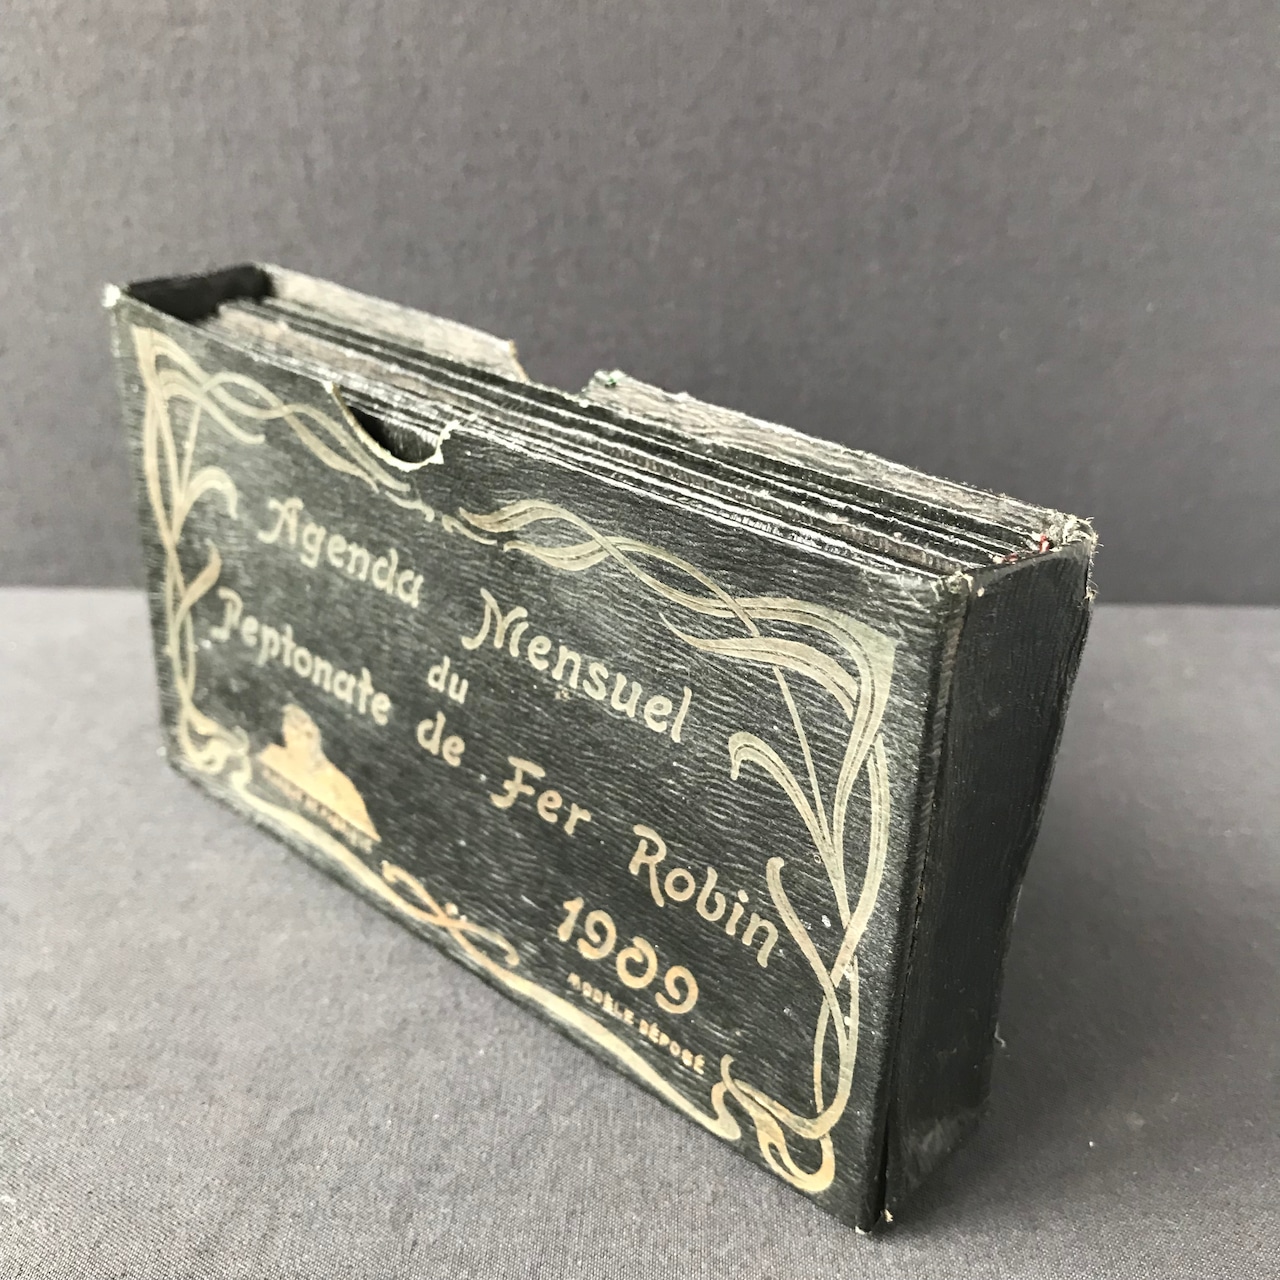 Agenda Mensuel
du
Peptonate de Fer Robin
1909
MODÈLE DÉPOSÉ